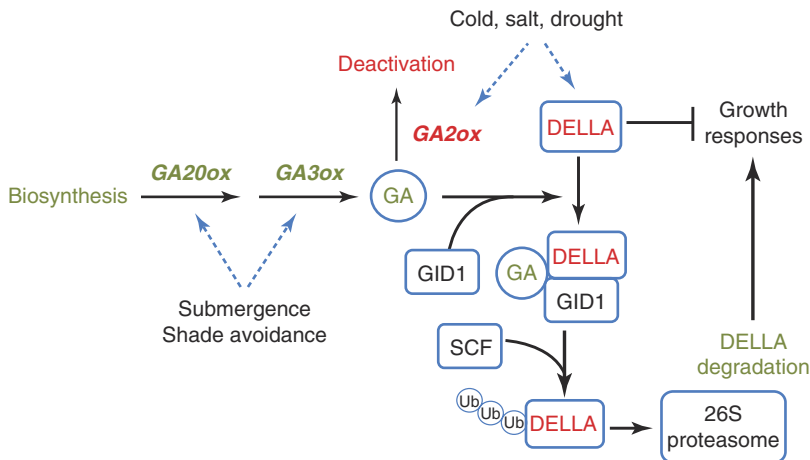 Cold, salt, drought
Deactivation
GA2ox
DELLA
Growth
responses
Biosynthesis
GA20ox
GA3ox
GA
GID1
DELLA
GA
GID1
Submergence
Shade avoidance
SCF
DELLA
degradation
Ub
Ub
Ub
DELLA
26S
proteasome